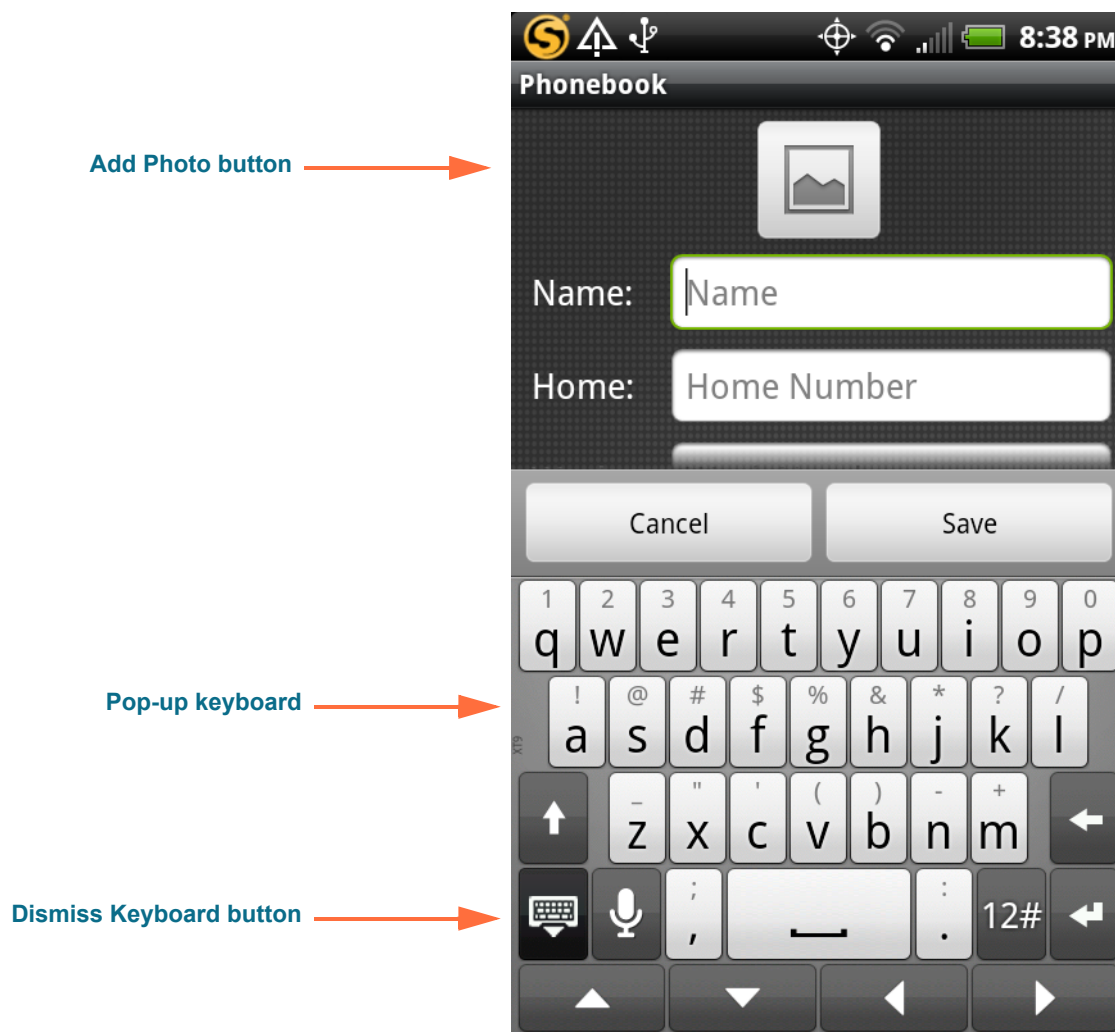 S
8:38 PM
Phonebook
Add Photo button
Name: Name
Home: Home Number
Cancel Save
1 2 3 4 5 6 7 8 9 0
q w e r t y u i o p
Pop-up keyboard
! @ # $ % & * ? /
a s d f g h j k l
XT9
_ " ' ( ) - +
z x c v b n m
Dismiss Keyboard button
; :
, . 12#